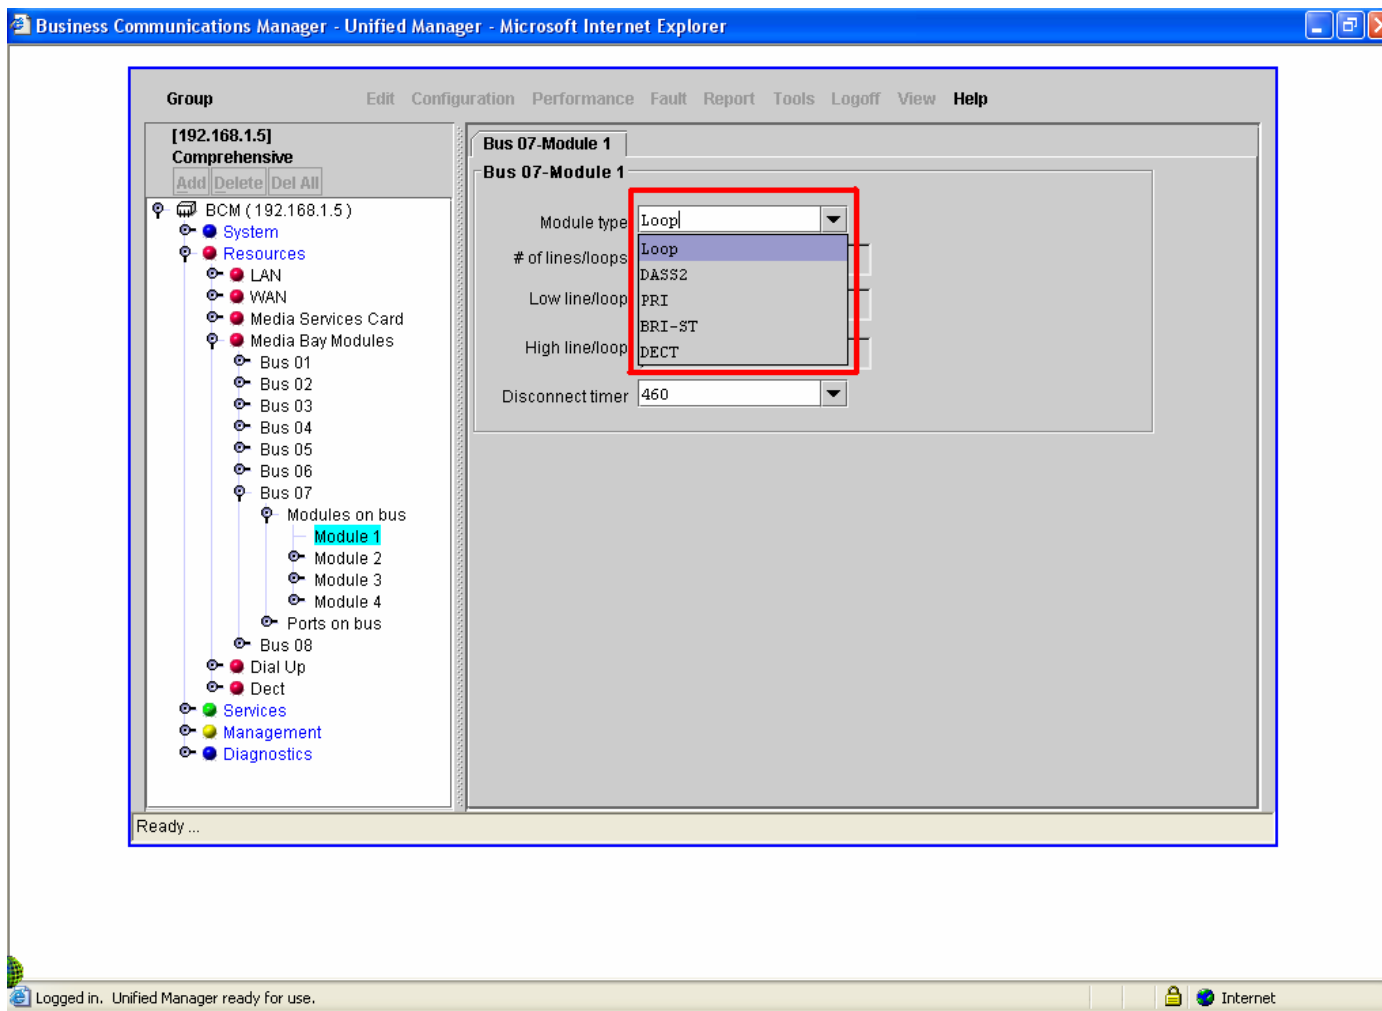 Business Communications Manager - Unified Manager - Microsoft Internet Explorer
Group Edit Configuration Performance Fault Report Tools Logoff View Help
[192.168.1.5]
Comprehensive
Add Delete Del All
BCM ( 192.168.1.5 )
System
Resources
LAN
WAN
Media Services Card
Media Bay Modules
Bus 01
Bus 02
Bus 03
Bus 04
Bus 05
Bus 06
Bus 07
Modules on bus
Module 1
Module 2
Module 3
Module 4
Ports on bus
Bus 08
Dial Up
Dect
Services
Management
Diagnostics
Bus 07-Module 1
Bus 07-Module 1
Module type Loop
# of lines/loops
Low line/loop
High line/loop
Loop
DASS2
PRI
BRI-ST
DECT
Disconnect timer 460
Ready ...
Logged in. Unified Manager ready for use.
Internet